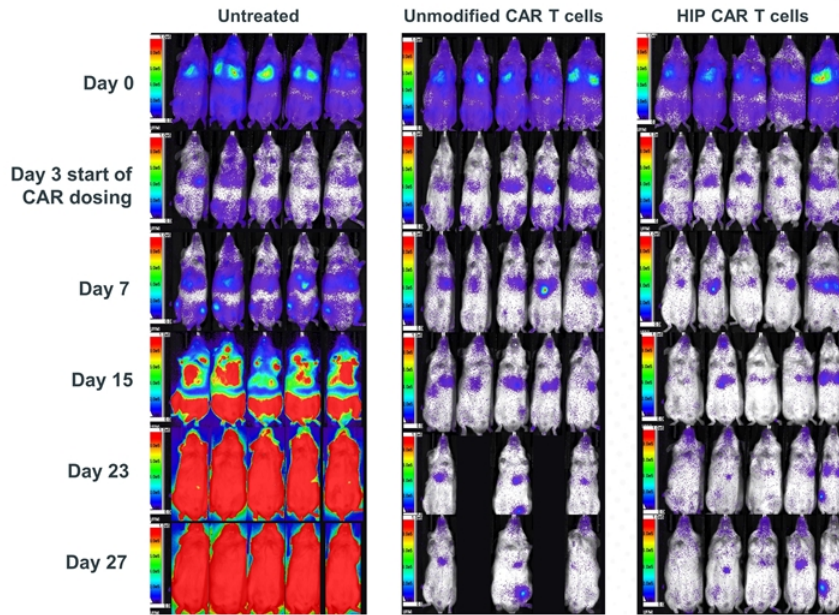 Untreated
Unmodified CAR T cells
HIP CAR T cells
Day 0
Day 3 start of
CAR dosing
Day 7
Day 15
Day 23
Day 27